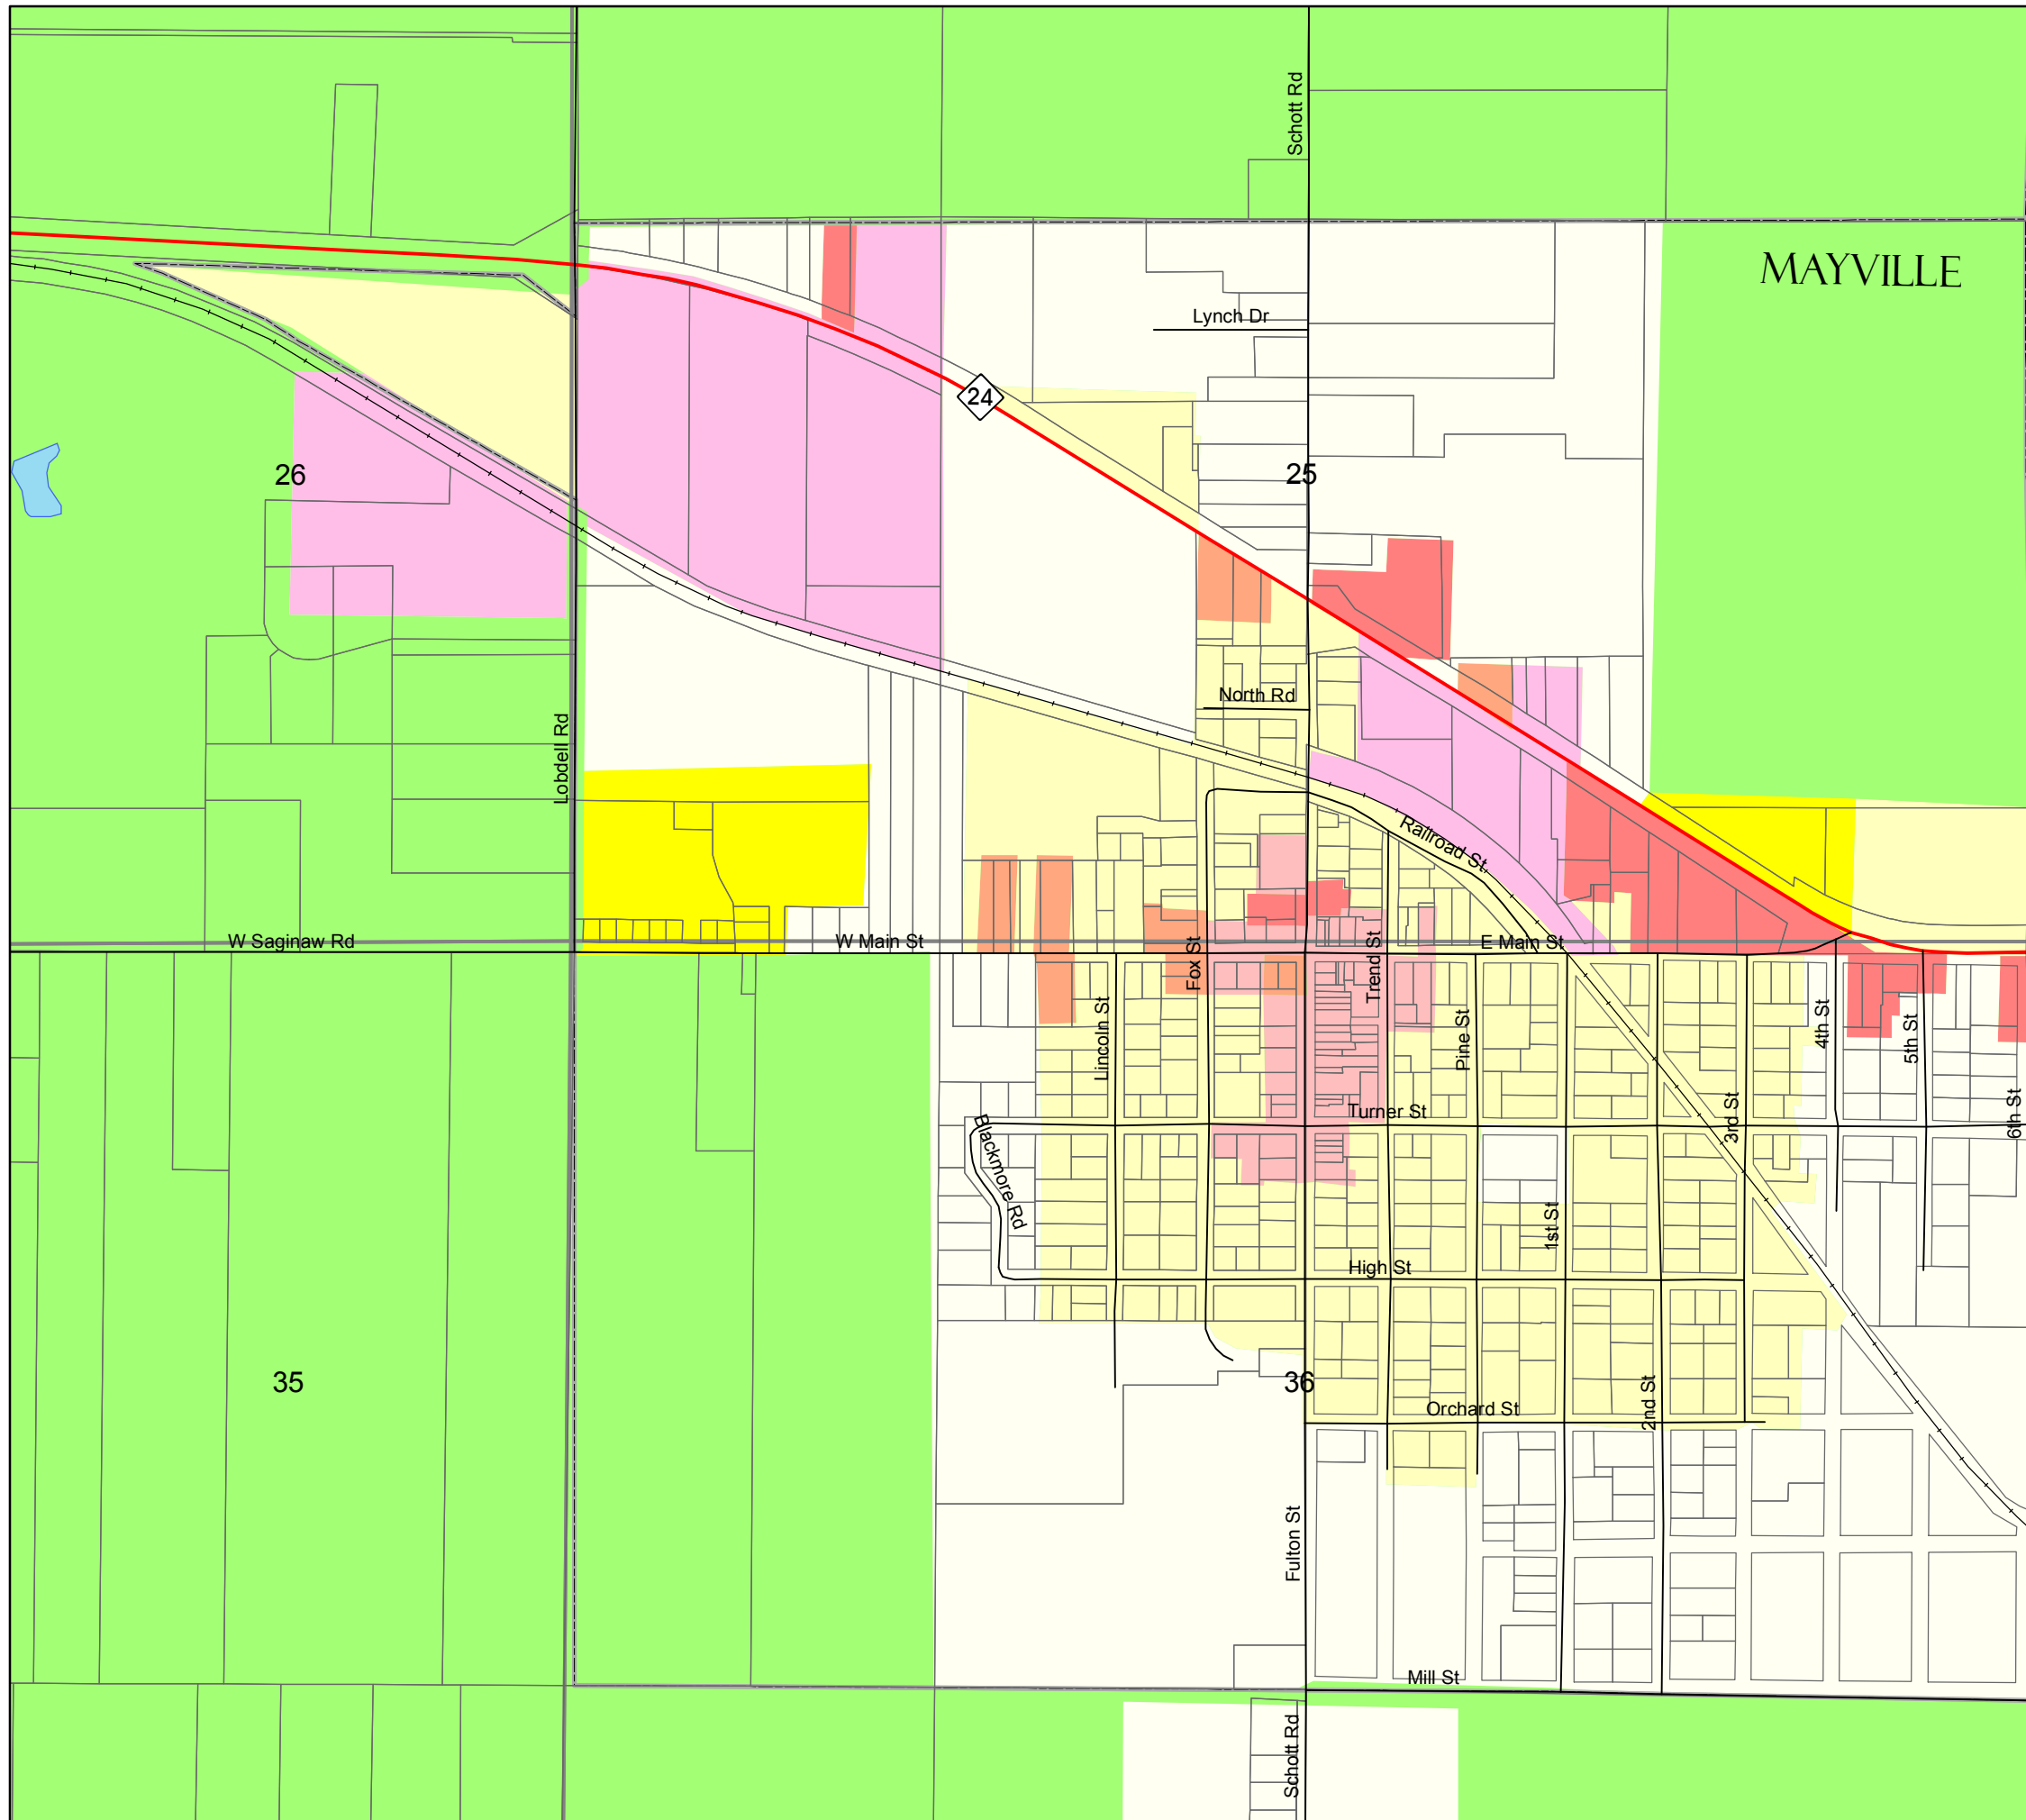 Schott Rd
MAYVILLE
Lynch Dr
24
26
25
North Rd
Lobdell Rd
Railroad St
W Saginaw Rd
W Main St
E Main St
Fox St
Trend St
Lincoln St
Pine St
4th St
5th St
6th St
Turner St
3rd St
Blackmore Rd
1st St
High St
35
36
2nd St
Orchard St
Fulton St
Mill St
Schott Rd